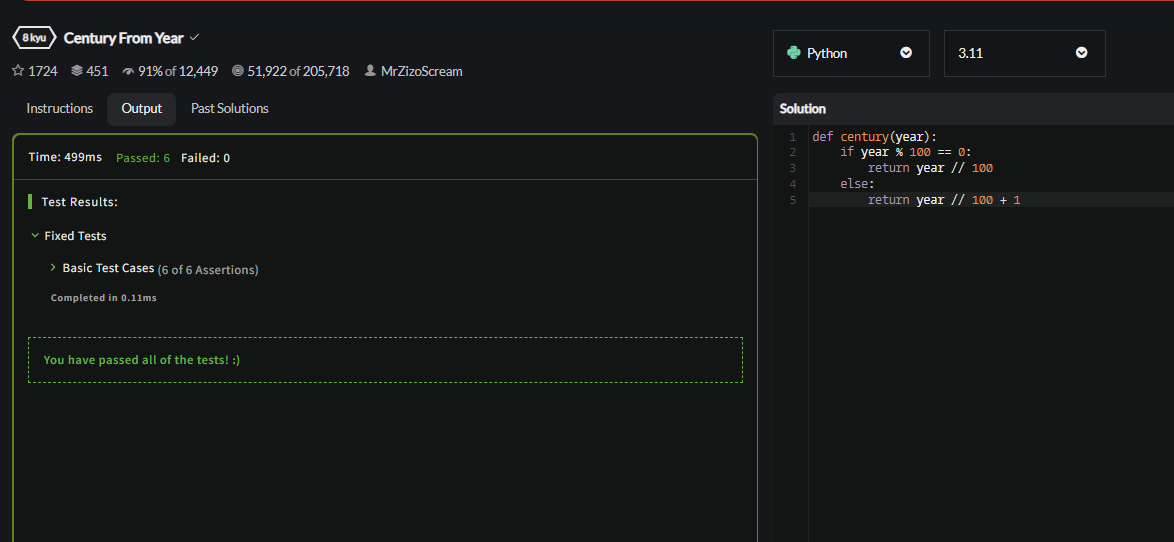 8 kyu Century From Year
1724 451 91% of 12,449 51,922 of 205,718 MrZizoScream
Instructions Output Past Solutions
Time: 499ms Passed: 6 Failed: 0
Test Results:
Fixed Tests
Basic Test Cases (6 of 6 Assertions)
Completed in 0.11ms
You have passed all of the tests! :)
Python 3.11
Solution
1 def century(year):
2     if year % 100 == 0:
3         return year // 100
4     else:
5         return year // 100 + 1